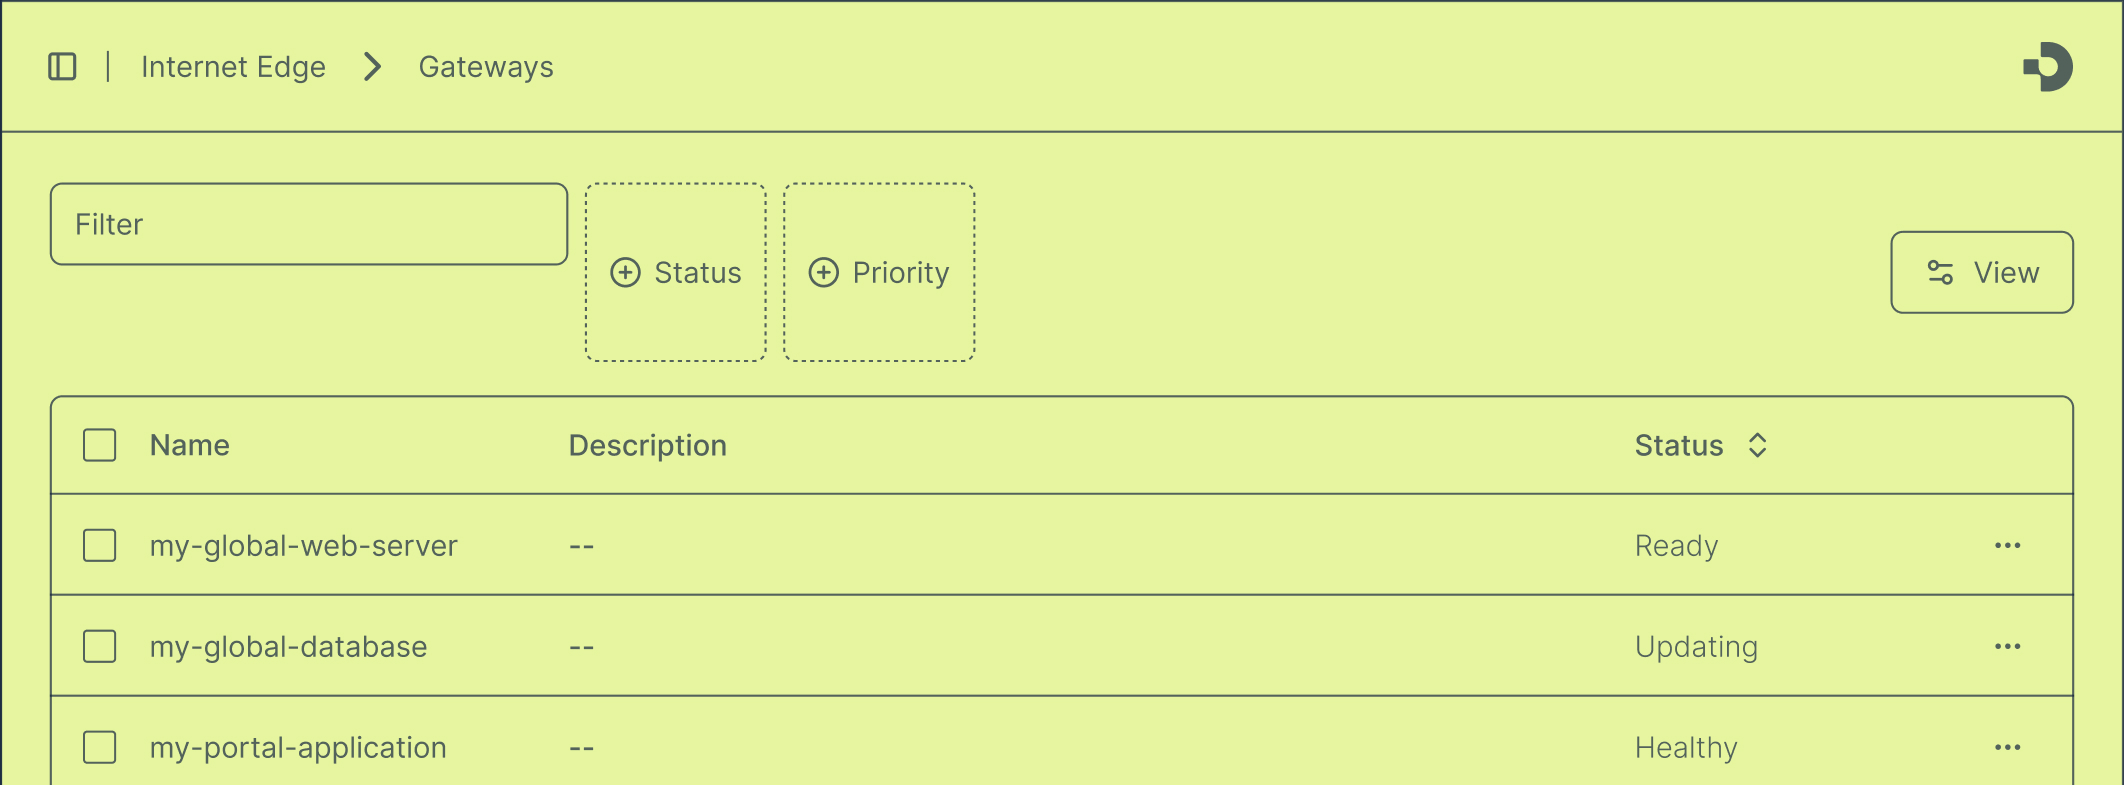 Internet Edge Gateways
Filter
Status Priority
View
Name Description Status
my-global-web-server -- Ready
my-global-database -- Updating
my-portal-application -- Healthy